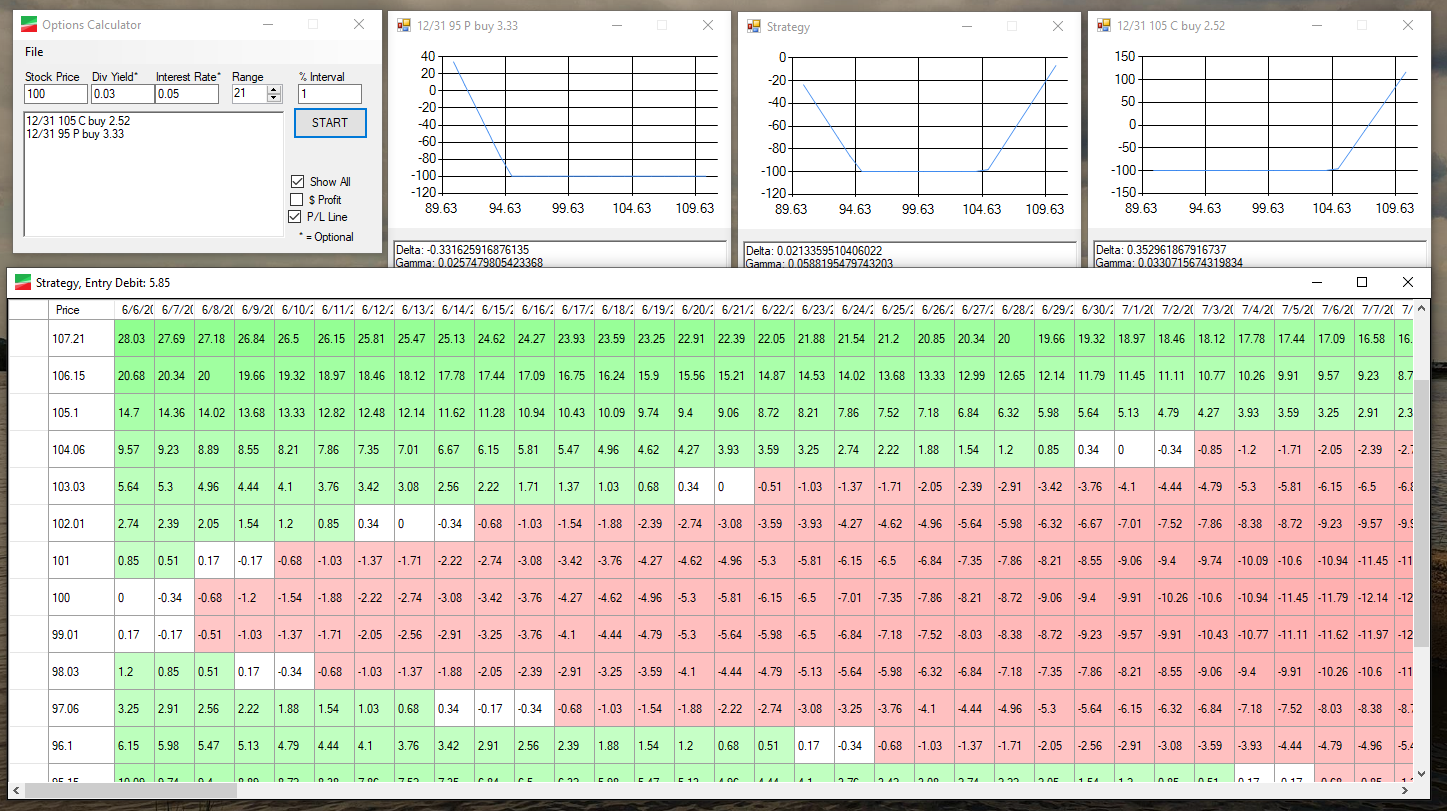 Options Calculator
File
Stock Price Div Yield* Interest Rate* Range % Interval
100 0.03 0.05 21 1
START
12/31 105 C buy 2.52
12/31 95 P buy 3.33
Show All
$ Profit
P/L Line
* = Optional
12/31 95 P buy 3.33
40
20
0
-20
-40
-60
-80
-100
-120
89.63 94.63 99.63 104.63 109.63
Delta: -0.331625916876135
Gamma: 0.0257479805423368
Strategy
0
-20
-40
-60
-80
-100
-120
89.63 94.63 99.63 104.63 109.63
Delta: 0.0213359510406022
Gamma: 0.0588195479743203
12/31 105 C buy 2.52
150
100
50
0
-50
-100
-150
89.63 94.63 99.63 104.63 109.63
Delta: 0.352961867916737
Gamma: 0.0330715674319834
Strategy, Entry Debit: 5.85
Price 6/6/20 6/7/20 6/8/20 6/9/20 6/10/2 6/11/2 6/12/2 6/13/2 6/14/2 6/15/2 6/16/2 6/17/2 6/18/2 6/19/2 6/20/2 6/21/2 6/22/2 6/23/2 6/24/2 6/25/2 6/26/2 6/27/2 6/28/2 6/29/2 6/30/2 7/1/20 7/2/20 7/3/20 7/4/20 7/5/20 7/6/20 7/7/20 7/
107.21 28.03 27.69 27.18 26.84 26.5 26.15 25.81 25.47 25.13 24.62 24.27 23.93 23.59 23.25 22.91 22.39 22.05 21.88 21.54 21.2 20.85 20.34 20 19.66 19.32 18.97 18.46 18.12 17.78 17.44 17.09 16.58 16.
106.15 20.68 20.34 20 19.66 19.32 18.97 18.46 18.12 17.78 17.44 17.09 16.75 16.24 15.9 15.56 15.21 14.87 14.53 14.02 13.68 13.33 12.99 12.65 12.14 11.79 11.45 11.11 10.77 10.26 9.91 9.57 9.23 8.7
105.1 14.7 14.36 14.02 13.68 13.33 12.82 12.48 12.14 11.62 11.28 10.94 10.43 10.09 9.74 9.4 9.06 8.72 8.21 7.86 7.52 7.18 6.84 6.32 5.98 5.64 5.13 4.79 4.27 3.93 3.59 3.25 2.91 2.3
104.06 9.57 9.23 8.89 8.55 8.21 7.86 7.35 7.01 6.67 6.15 5.81 5.47 4.96 4.62 4.27 3.93 3.59 3.25 2.74 2.22 1.88 1.54 1.2 0.85 0.34 0 -0.34 -0.85 -1.2 -1.71 -2.05 -2.39 -2.7
103.03 5.64 5.3 4.96 4.44 4.1 3.76 3.42 3.08 2.56 2.22 1.71 1.37 1.03 0.68 0.34 0 -0.51 -1.03 -1.37 -1.71 -2.05 -2.39 -2.91 -3.42 -3.76 -4.1 -4.44 -4.79 -5.3 -5.81 -6.15 -6.5 -6.8
102.01 2.74 2.39 2.05 1.54 1.2 0.85 0.34 0 -0.34 -0.68 -1.03 -1.54 -1.88 -2.39 -2.74 -3.08 -3.59 -3.93 -4.27 -4.62 -4.96 -5.64 -5.98 -6.32 -6.67 -7.01 -7.52 -7.86 -8.38 -8.72 -9.23 -9.57 -9.9
101 0.85 0.51 0.17 -0.17 -0.68 -1.03 -1.37 -1.71 -2.22 -2.74 -3.08 -3.42 -3.76 -4.27 -4.62 -4.96 -5.3 -5.81 -6.15 -6.5 -6.84 -7.35 -7.86 -8.21 -8.55 -9.06 -9.4 -9.74 -10.09 -10.6 -10.94 -11.45 -11
100 0 -0.34 -0.68 -1.2 -1.54 -1.88 -2.22 -2.74 -3.08 -3.42 -3.76 -4.27 -4.62 -4.96 -5.3 -5.81 -6.15 -6.5 -7.01 -7.35 -7.86 -8.21 -8.72 -9.06 -9.4 -9.91 -10.26 -10.6 -10.94 -11.45 -11.79 -12.14 -12
99.01 0.17 -0.17 -0.51 -1.03 -1.37 -1.71 -2.05 -2.56 -2.91 -3.25 -3.76 -4.1 -4.44 -4.79 -5.3 -5.64 -5.98 -6.5 -6.84 -7.18 -7.52 -8.03 -8.38 -8.72 -9.23 -9.57 -9.91 -10.43 -10.77 -11.11 -11.62 -11.97 -12
98.03 1.2 0.85 0.51 0.17 -0.34 -0.68 -1.03 -1.37 -1.88 -2.05 -2.39 -2.91 -3.25 -3.59 -4.1 -4.44 -4.79 -5.13 -5.64 -5.98 -6.32 -6.84 -7.18 -7.35 -7.86 -8.21 -8.55 -9.06 -9.4 -9.91 -10.26 -10.6 -11
97.06 3.25 2.91 2.56 2.22 1.88 1.54 1.03 0.68 0.34 -0.17 -0.34 -0.68 -1.03 -1.54 -1.88 -2.22 -2.74 -3.08 -3.25 -3.76 -4.1 -4.44 -4.96 -5.3 -5.64 -6.15 -6.32 -6.84 -7.18 -7.52 -8.03 -8.38 -8.7
96.1 6.15 5.98 5.47 5.13 4.79 4.44 4.1 3.76 3.42 2.91 2.56 2.39 1.88 1.54 1.2 0.68 0.51 0.17 -0.34 -0.68 -1.03 -1.37 -1.71 -2.05 -2.56 -2.91 -3.08 -3.59 -3.93 -4.44 -4.79 -4.96 -5.4